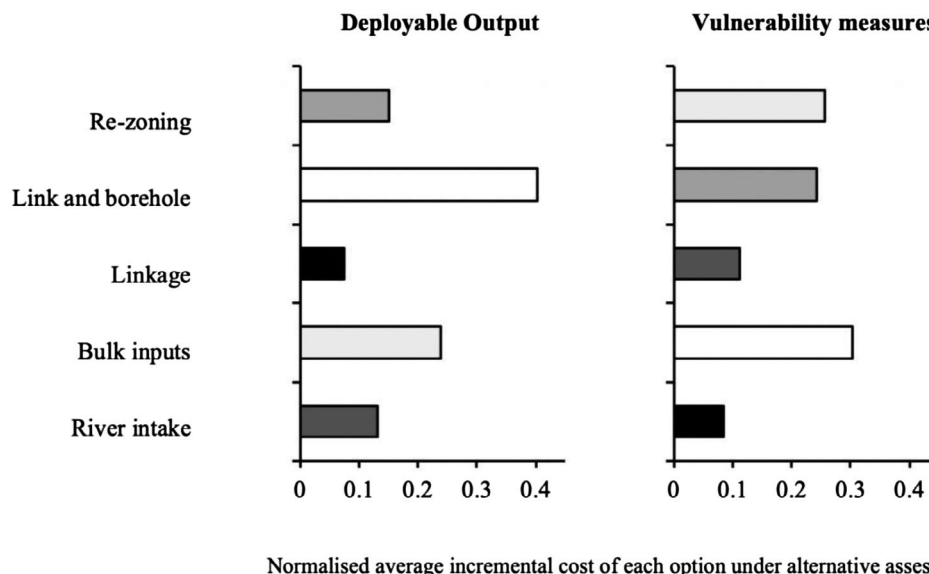 Deployable Output
Vulnerability measures
Re-zoning
Link and borehole
Linkage
Bulk inputs
River intake
0 0.1 0.2 0.3 0.4
0 0.1 0.2 0.3 0.4
Normalised average incremental cost of each option under alternative asses